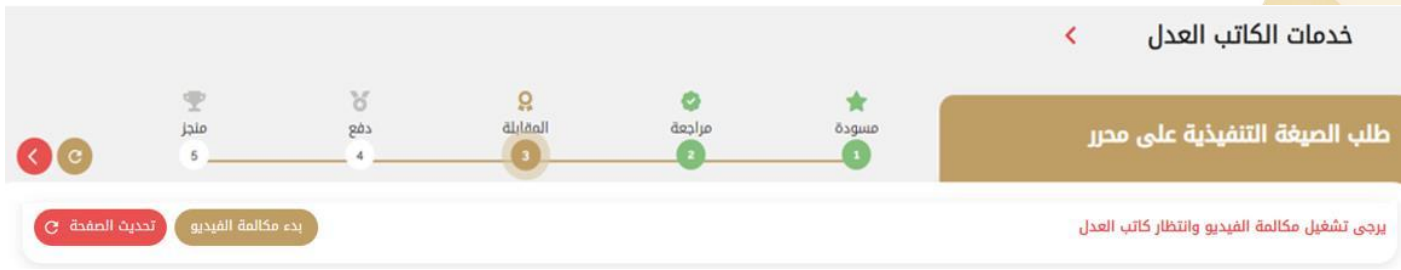 خدمات الكاتب العدل
طلب الصيغة التنفيذية على محرر
مسودة
1
مراجعة
2
المقابلة
3
دفع
4
منجز
5
يرجى تشغيل مكالمة الفيديو وانتظار كاتب العدل
بدء مكالمة الفيديو
تحديث الصفحة